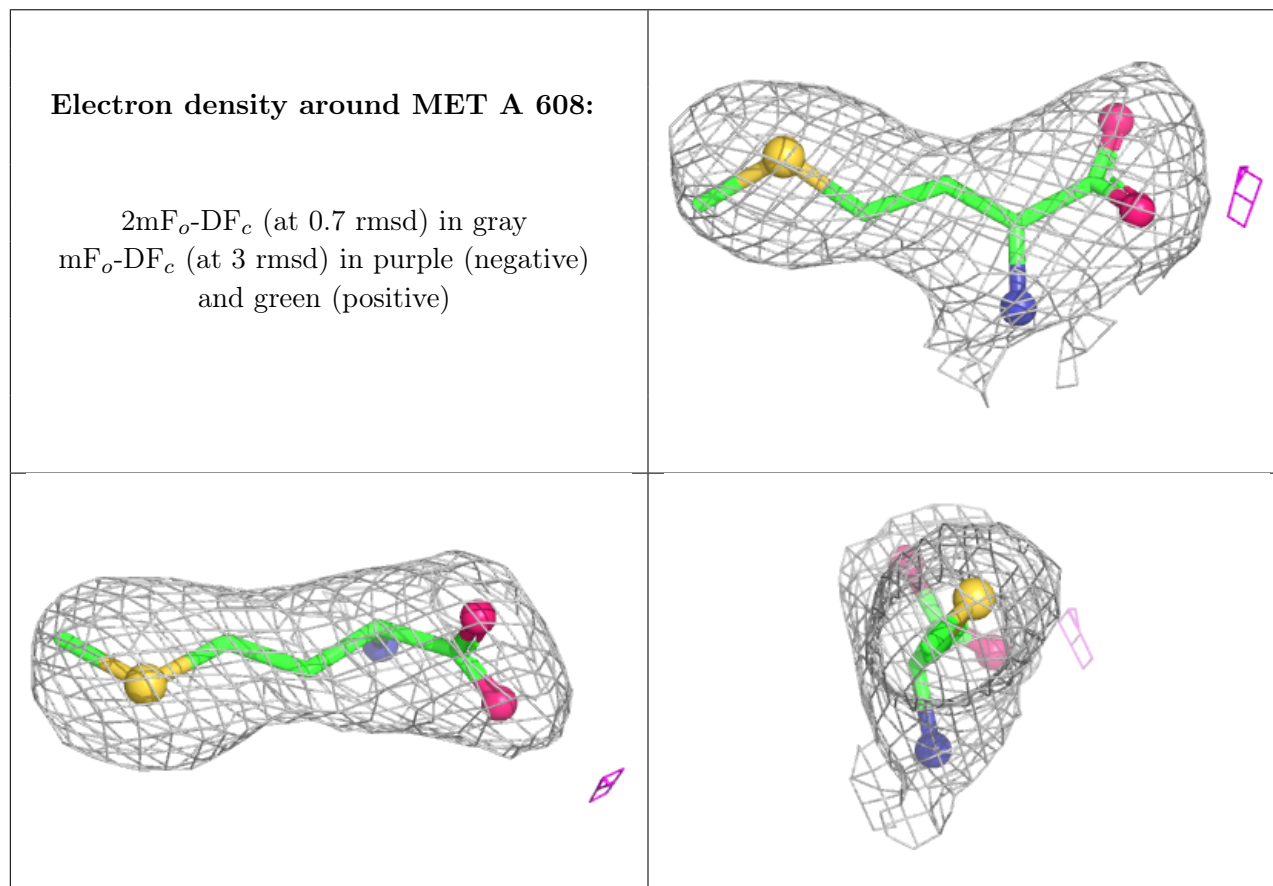 Electron density around MET A 608:
2mFo-DFc (at 0.7 rmsd) in gray
mFo-DFc (at 3 rmsd) in purple (negative)
and green (positive)